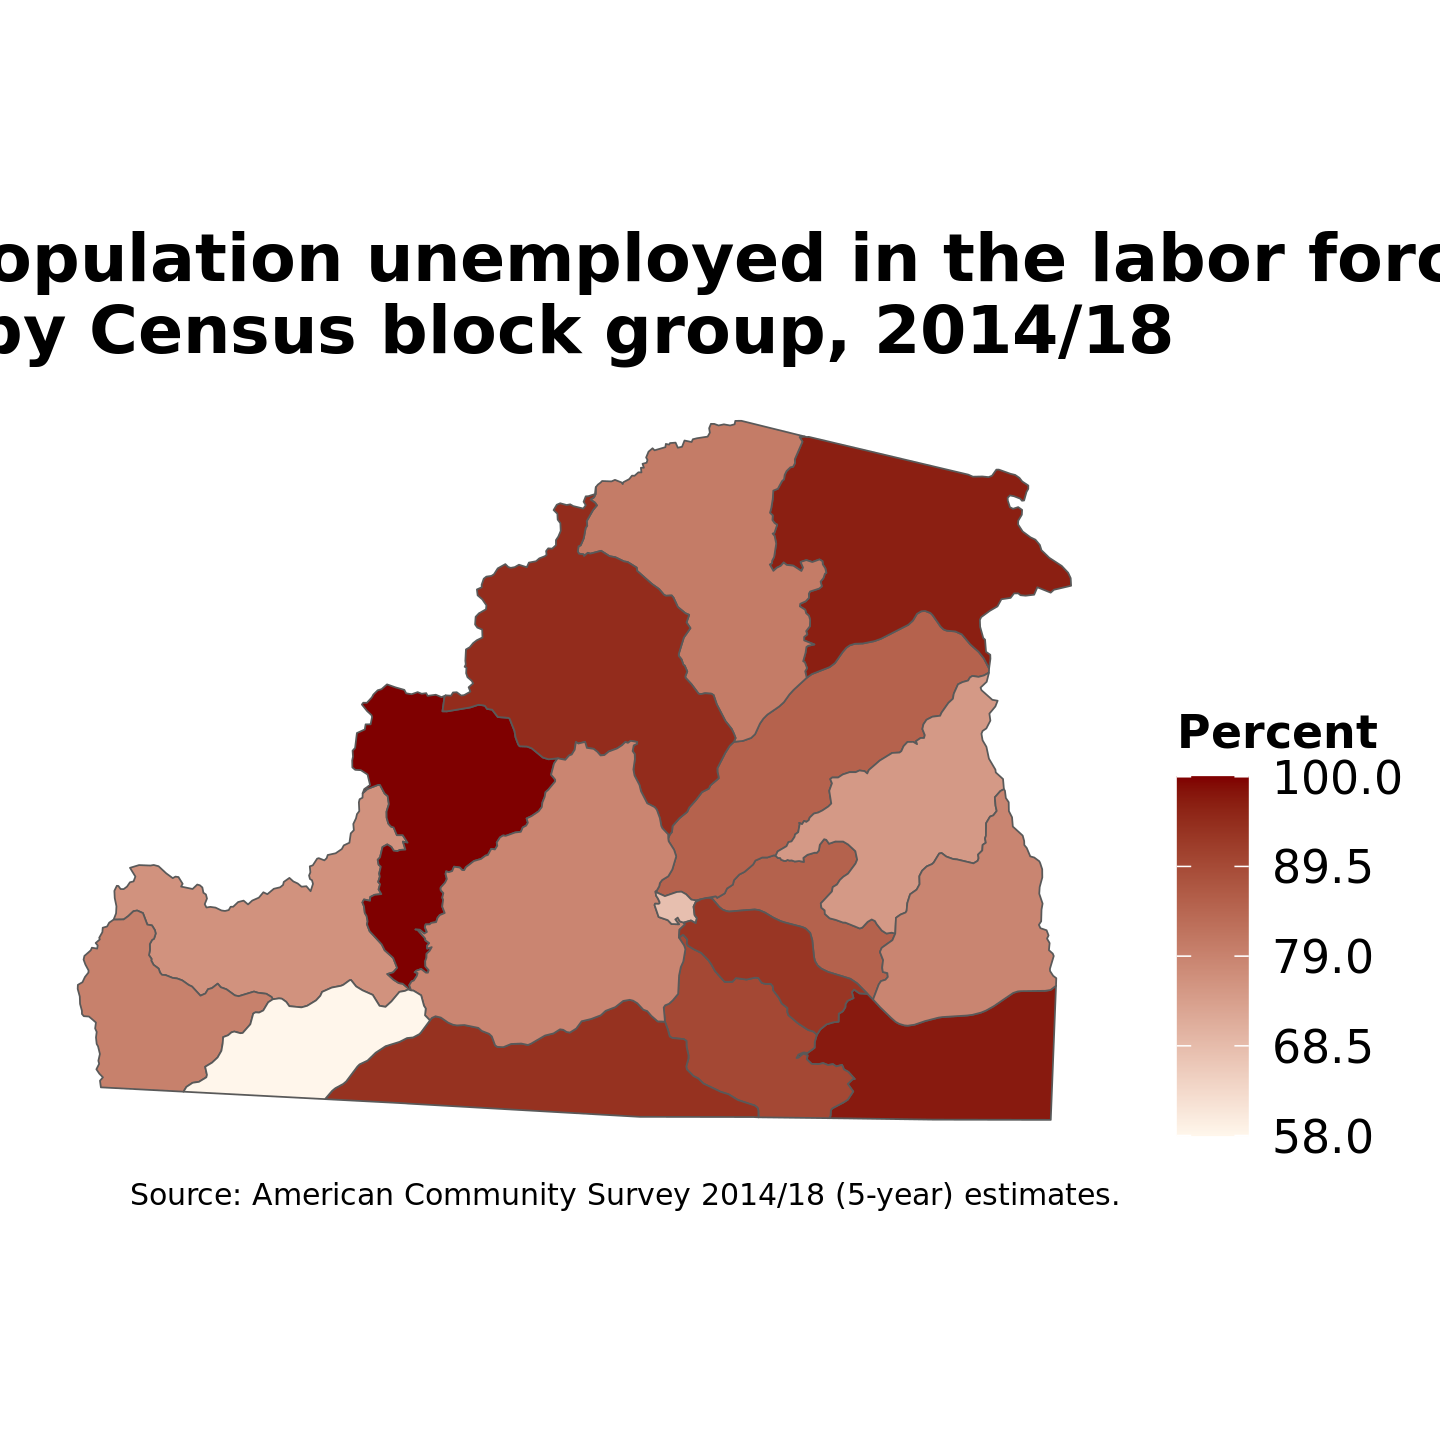 opulation unemployed in the labor forc
by Census block group, 2014/18
Percent
100.0
89.5
79.0
68.5
58.0
Source: American Community Survey 2014/18 (5-year) estimates.